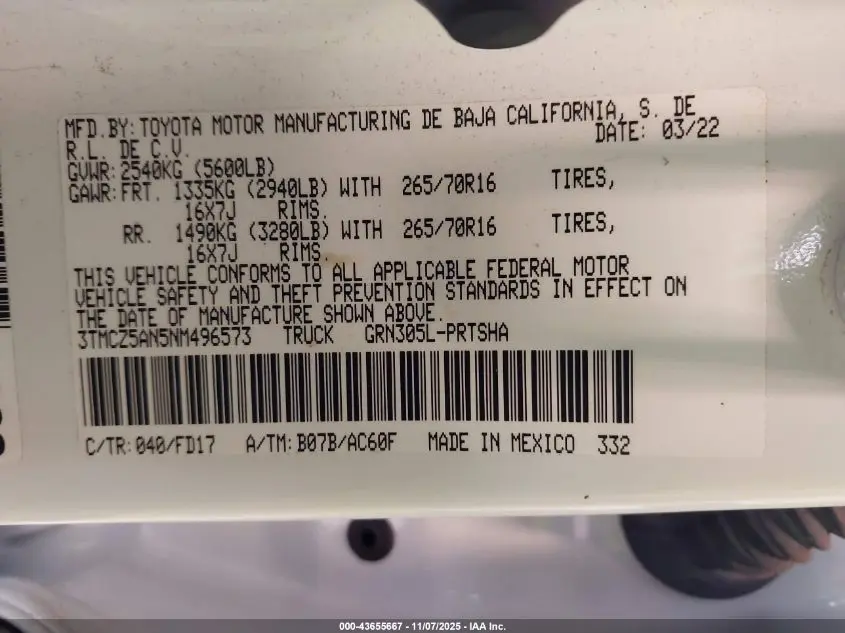 MFD.BY:TOYOTA MOTOR MANUFACTURING DE BAJA CALIFORNIA, S. DE
R.L. DE C.V. DATE: 03/22
GVWR:2540KG (5600LB)
GAWR:FRT. 1335KG (2940LB) WITH 265/70R16 TIRES,
16X7J RIMS.
RR. 1490KG (3280LB) WITH 265/70R16 TIRES,
16X7J RIMS.
THIS VEHICLE CONFORMS TO ALL APPLICABLE FEDERAL MOTOR
VEHICLE SAFETY AND THEFT PREVENTION STANDARDS IN EFFECT ON
THE DATE OF MANUFACTURE SHOWN ABOVE.
3TMCZ5AN5NM496573 TRUCK GRN305L-PRTSHA
C/TR:040/FD17 A/TM:B07B/AC60F MADE IN MEXICO 332
000-43655667 - 11/07/2025 - IAA Inc.